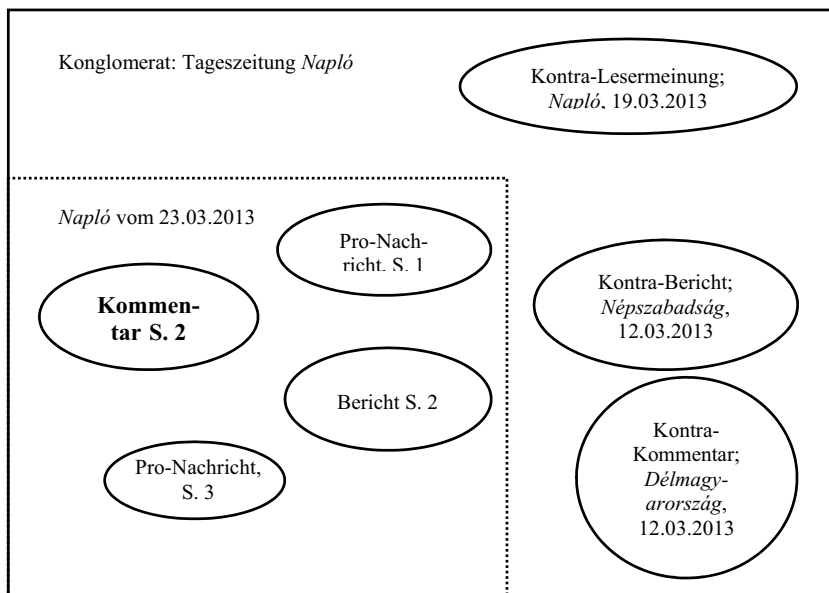 Konglomerat: Tageszeitung Napló
Kontra-Lesermeinung;
Napló, 19.03.2013
Napló vom 23.03.2013
Pro-Nach-
richt, S. 1
Kommen-
tar S. 2
Kontra-Bericht;
Népszabadság,
12.03.2013
Bericht S. 2
Pro-Nachricht,
S. 3
Kontra-
Kommentar;
Délmagy-
arország,
12.03.2013